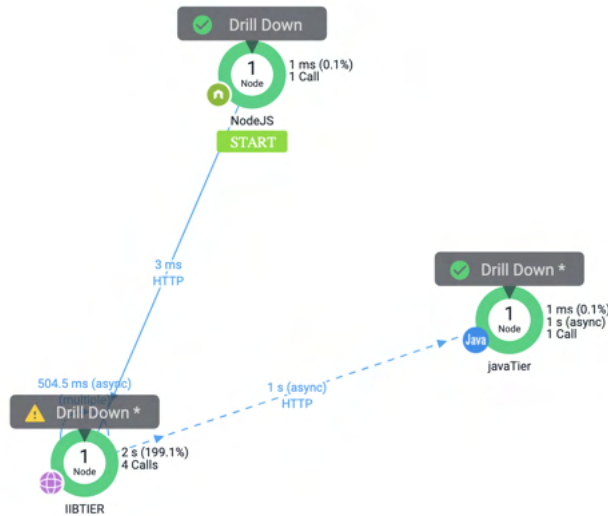 Drill Down
1
Node
1 ms (0.1%)
1 Call
NodeJS
START
3 ms
HTTP
Drill Down *
1
Node
1 ms (0.1%)
1 s (async)
1 Call
Java
javaTier
504.5 ms (async)
(multiple)
1 s (async)
HTTP
Drill Down *
1
Node
2 s (199.1%)
4 Calls
IIBTIER